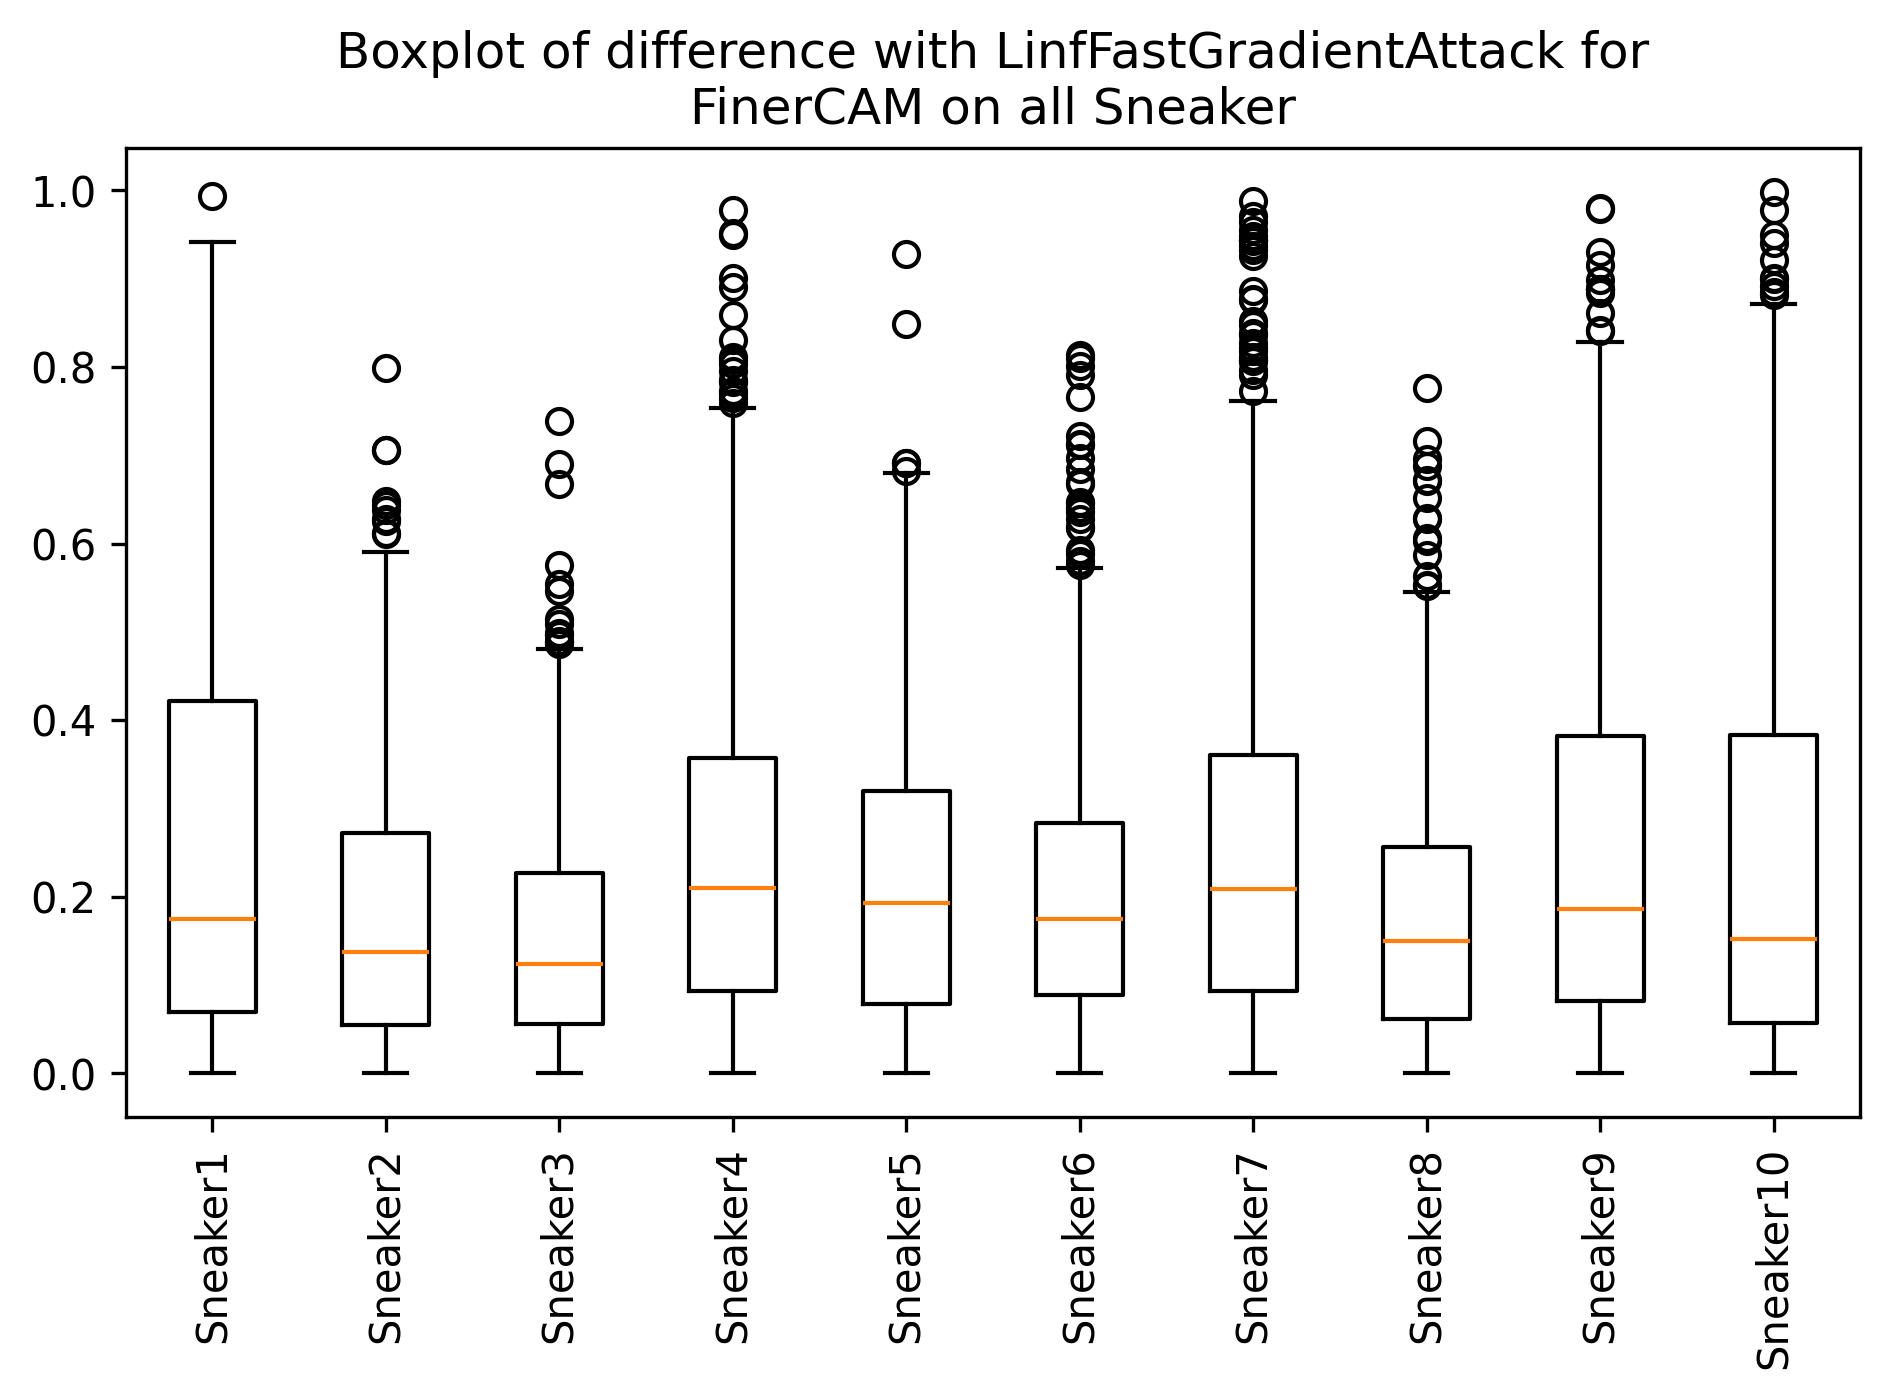 Boxplot of difference with LinfFastGradientAttack for
FinerCAM on all Sneaker
1.0
0.8
0.6
0.4
0.2
0.0
Sneaker1
Sneaker2
Sneaker3
Sneaker4
Sneaker5
Sneaker6
Sneaker7
Sneaker8
Sneaker9
Sneaker10